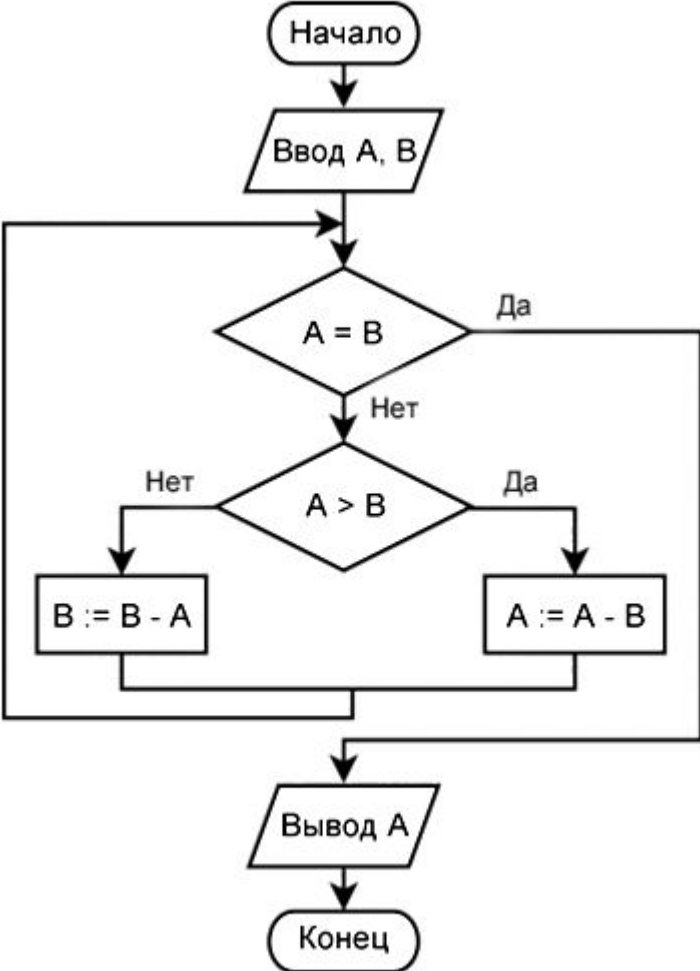 Начало
Ввод A, B
A = B
Да
Нет
A > B
Нет
Да
B := B - A
A := A - B
Вывод A
Конец